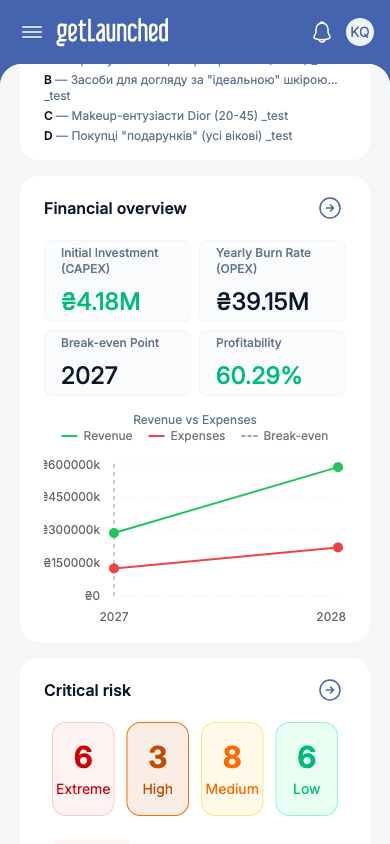 getLaunched
KQ
B — Засоби для догляду за "ідеальною" шкірою...
_test
C — Makeup-ентузіасти Dior (20-45) _test
D — Покупці "подарунків" (усі вікові) _test
Financial overview
Initial Investment
(CAPEX)
₴4.18M
Yearly Burn Rate
(OPEX)
₴39.15M
Break-even Point
2027
Profitability
60.29%
Revenue vs Expenses
Revenue
Expenses
Break-even
₴600000k
₴450000k
₴300000k
₴150000k
₴0
2027
2028
Critical risk
6
Extreme
3
High
8
Medium
6
Low